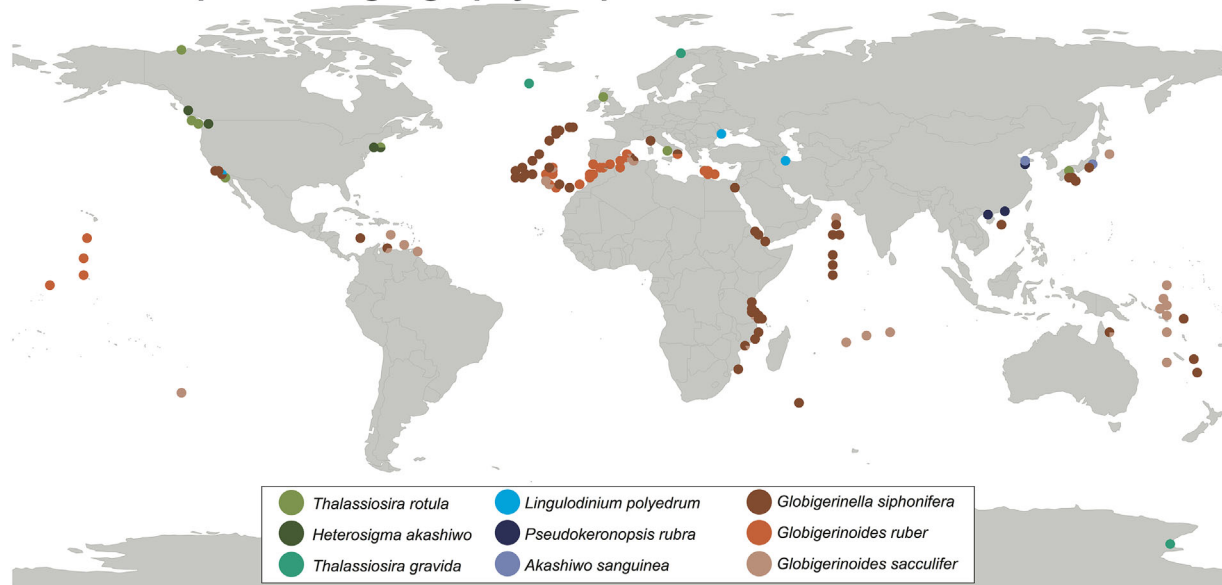 Thalassiosira rotula
Heterosigma akashiwo
Thalassiosira gravida
Lingulodinium polyedrum
Pseudokeronopsis rubra
Akashiwo sanguinea
Globigerinella siphonifera
Globigerinoides ruber
Globigerinoides sacculifer